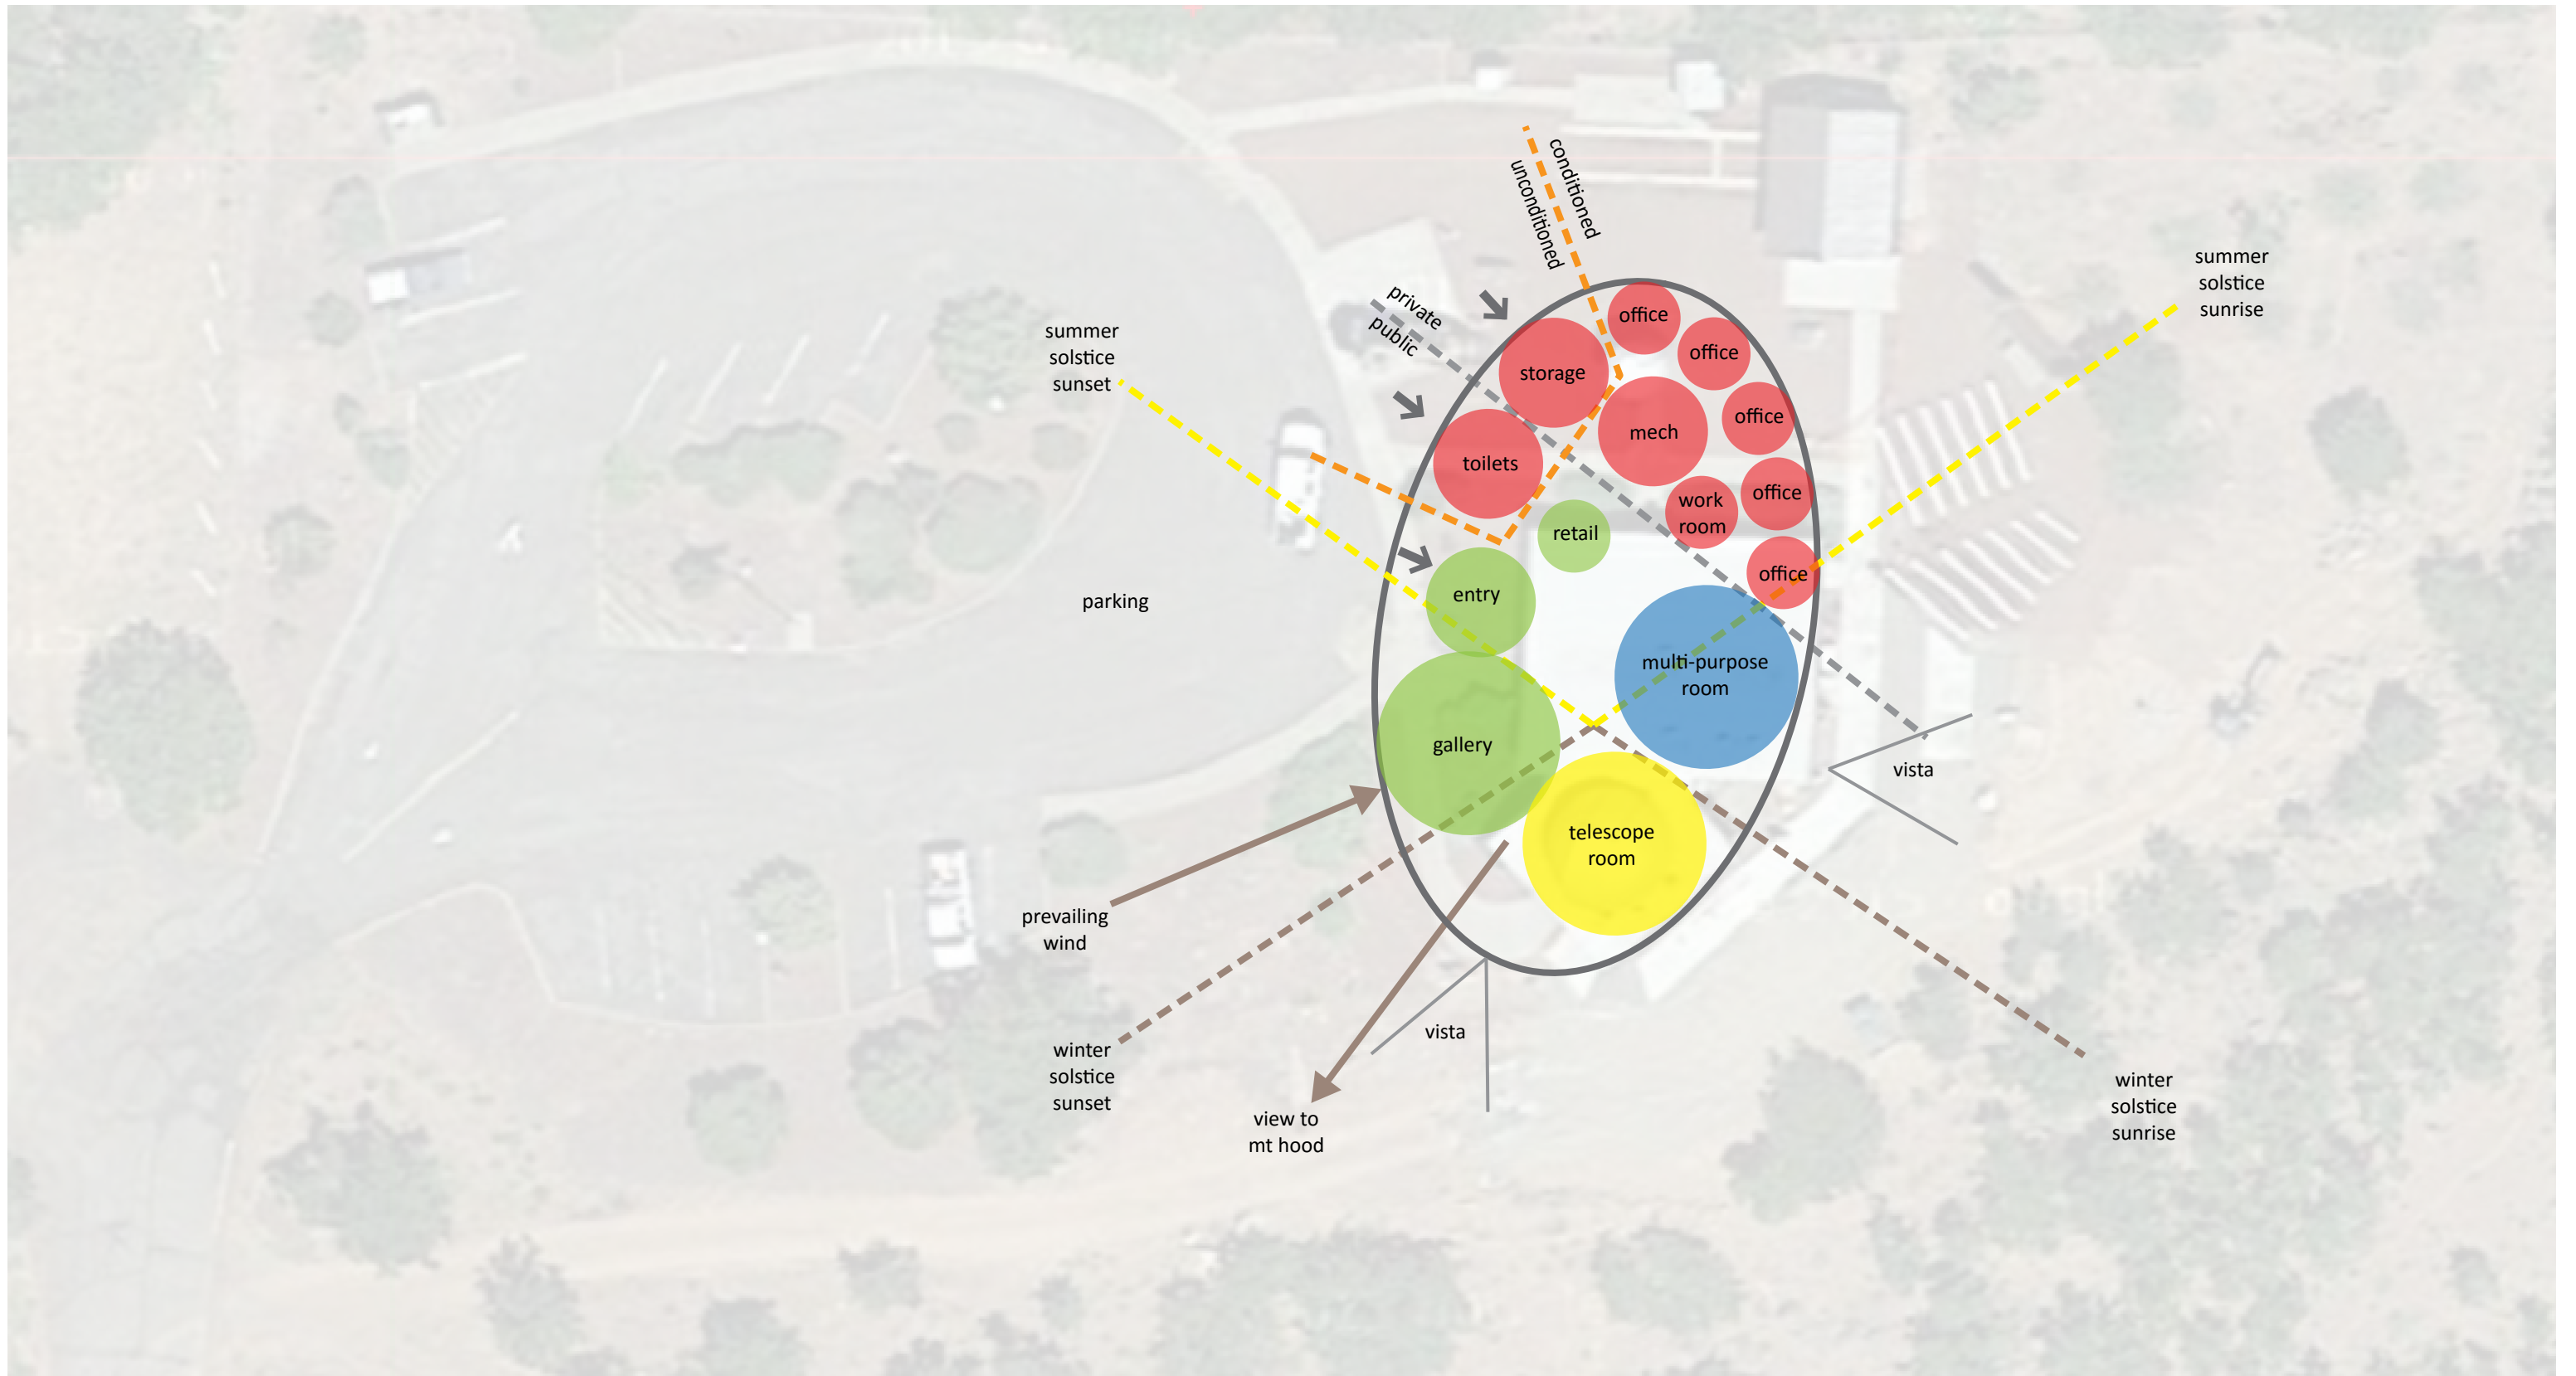 conditioned
unconditioned
private
public
summer
solstice
sunrise
summer
solstice
sunset
office
office
storage
office
mech
toilets
office
work
room
retail
office
entry
parking
multi-purpose
room
gallery
vista
telescope
room
prevailing
wind
vista
winter
solstice
sunset
view to
mt hood
winter
solstice
sunrise